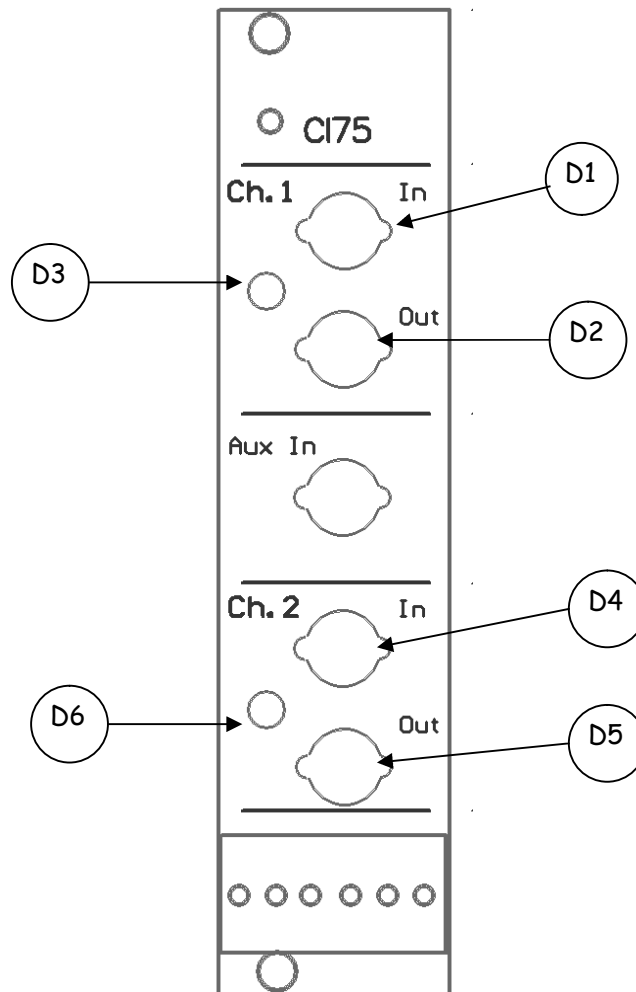 CI75
Ch. 1 In
D1
D3
Out
D2
Aux In
Ch. 2 In
D4
D6
Out
D5